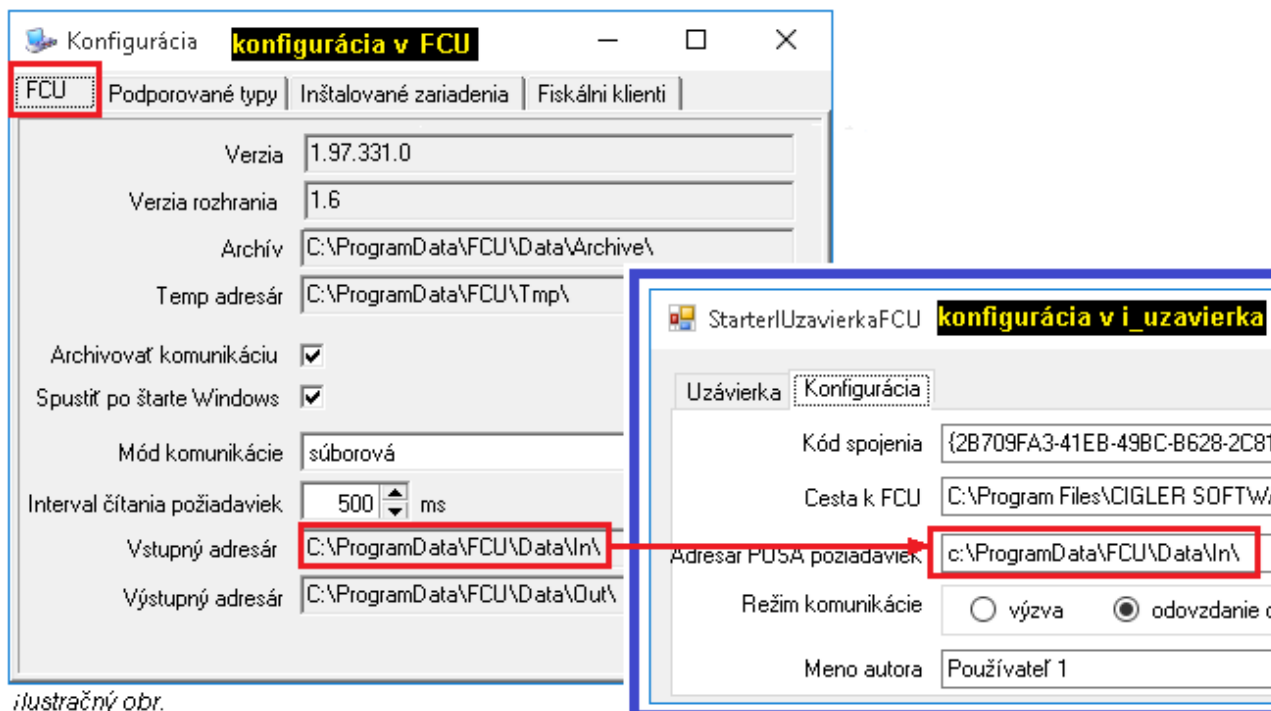 Konfigurácia konfigurácia v FCU
FCU Podporované typy Inštalované zariadenia Fiskálni klienti
Verzia 1.97.331.0
Verzia rozhrania 1.6
Archív C:\ProgramData\FCU\Data\Archive\
Temp adresár C:\ProgramData\FCU\Tmp\
Archivovať komunikáciu
Spustiť po štarte Windows
Mód komunikácie súborová
Interval čítania požiadaviek 500 ms
Vstupný adresár C:\ProgramData\FCU\Data\In\
Výstupný adresár C:\ProgramData\FCU\Data\Out\
StarterIUzavierkaFCU konfigurácia v i_uzavierka
Uzávierka Konfigurácia
Kód spojenia {2B709FA3-41EB-49BC-B628-2C81
Cesta k FCU C:\Program Files\CIGLER SOFTWA
Adresár PUSA požiadaviek c:\ProgramData\FCU\Data\In\
Režim komunikácie výzva odovzdanie
Meno autora Používateľ 1
ilustračný obr.